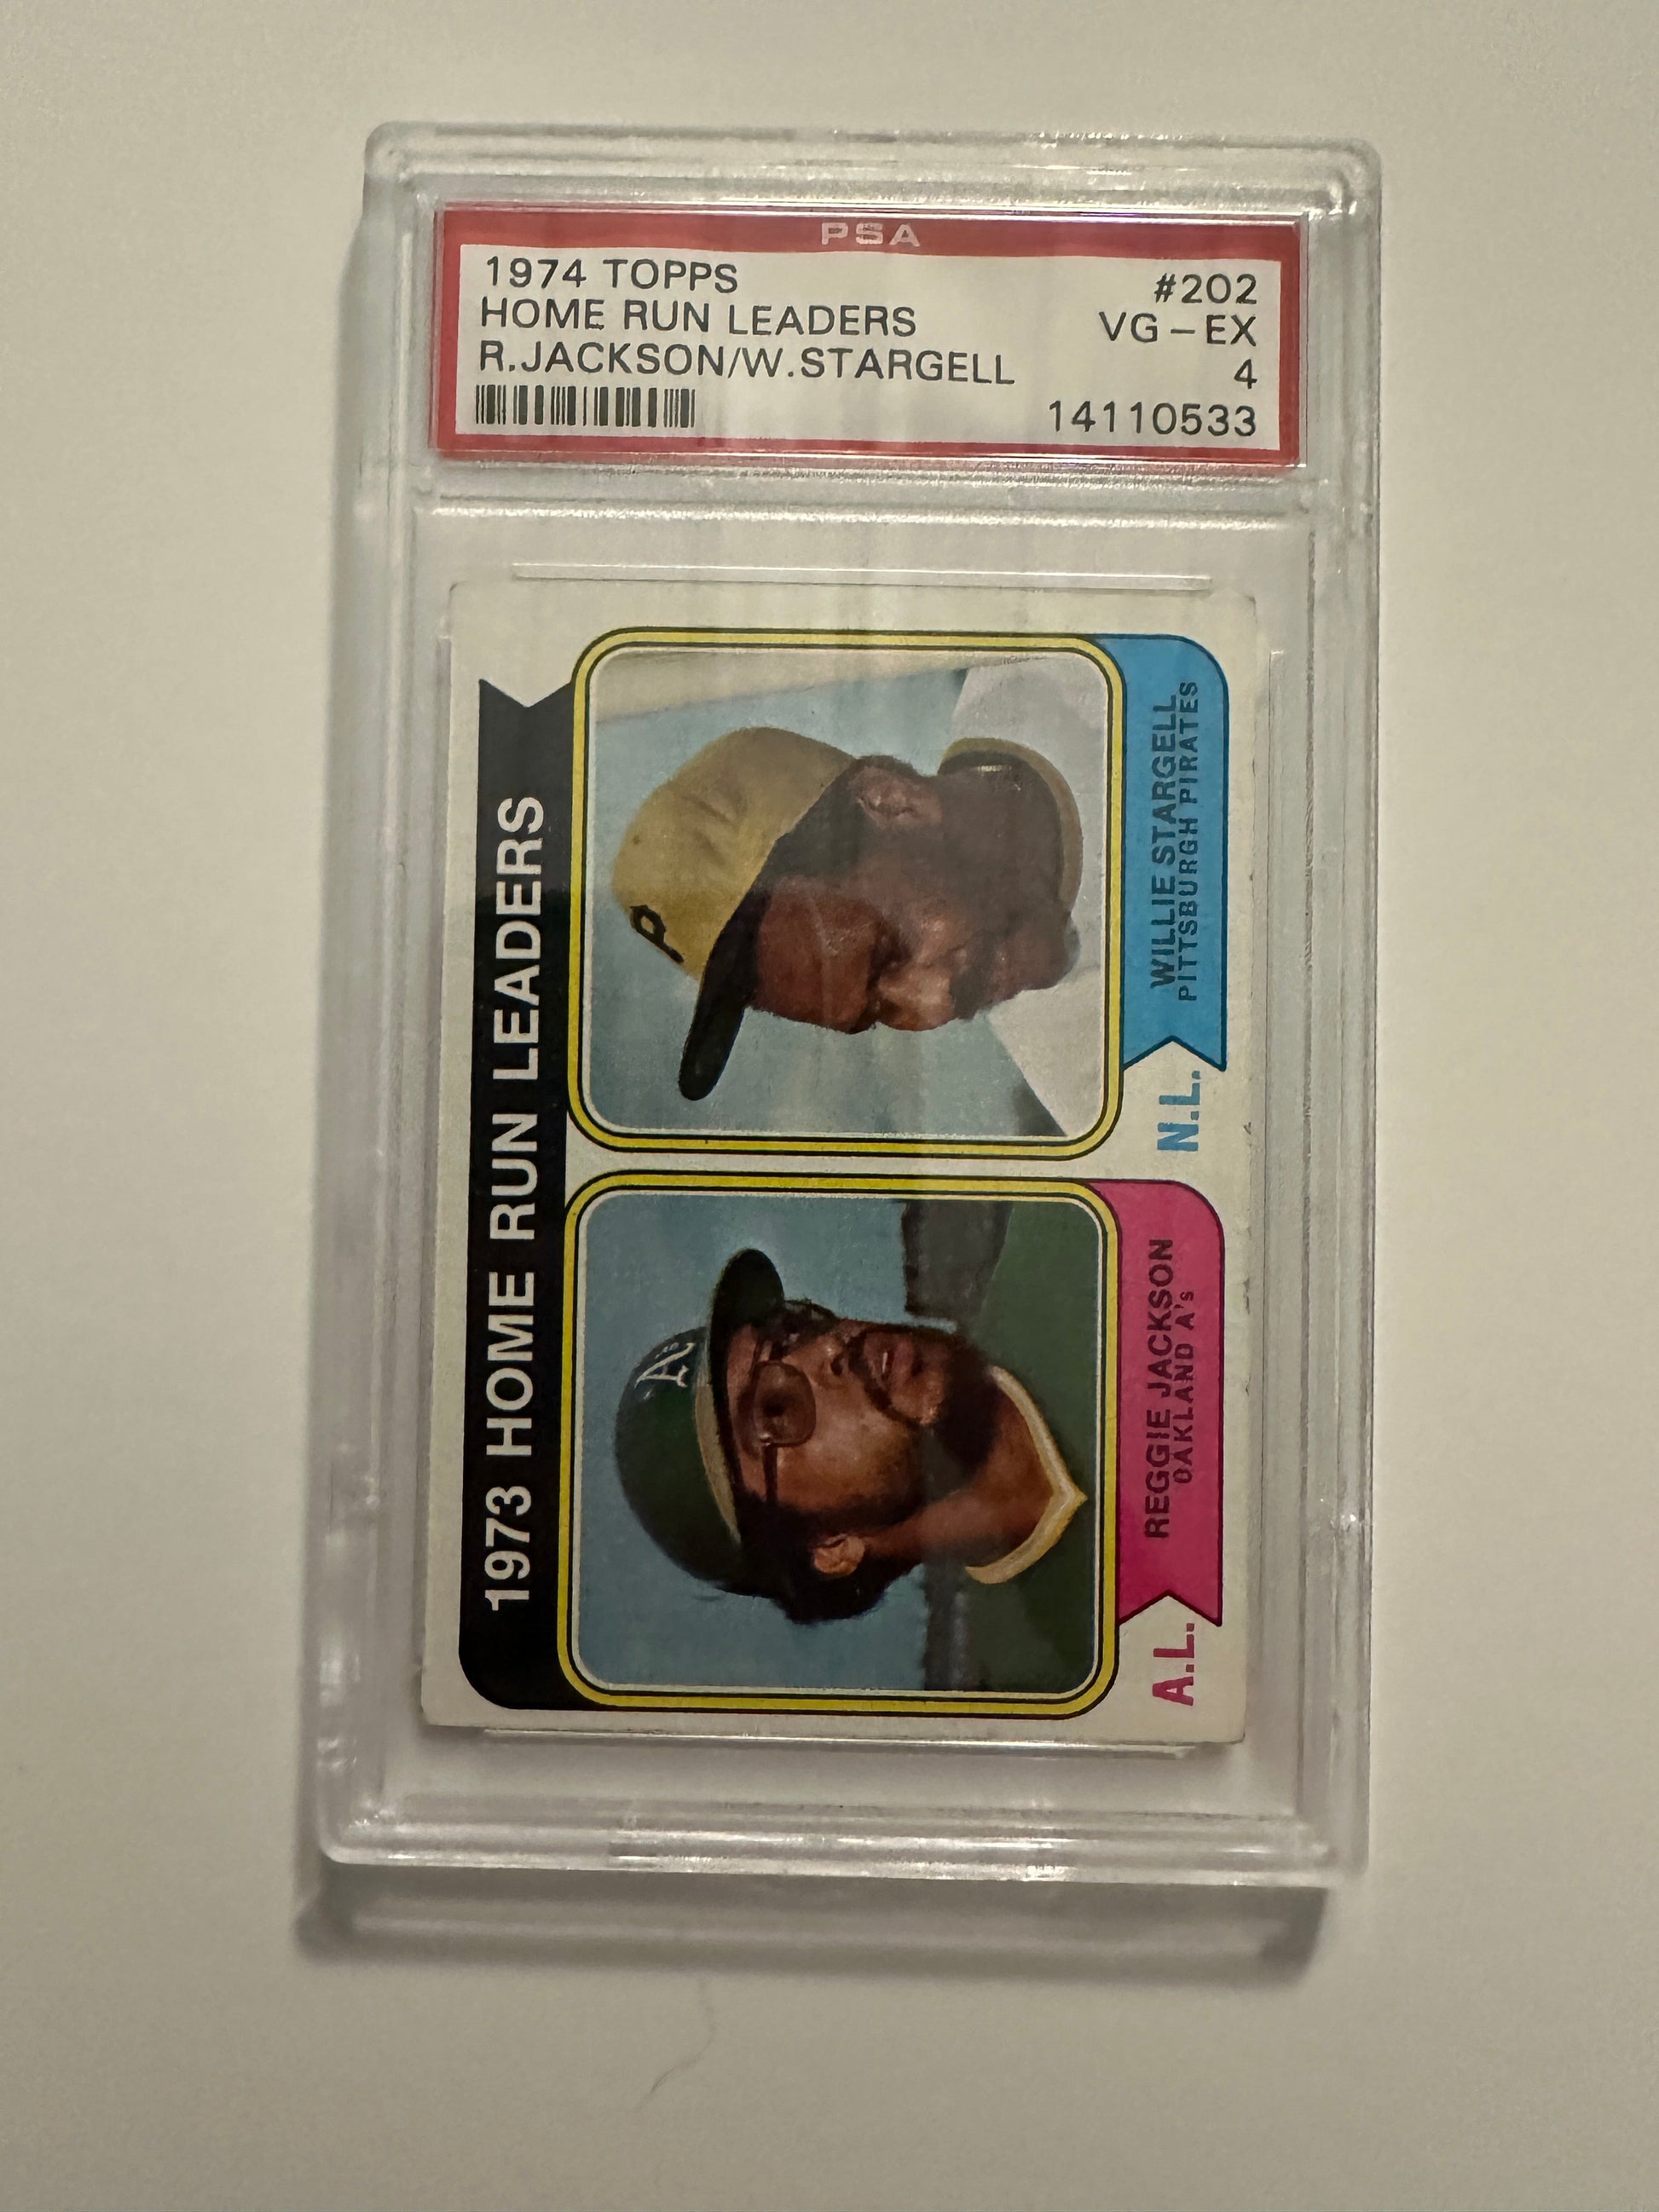 PSA
1974 TOPPS
#202
HOME RUN LEADERS
VG-EX
R.JACKSON/W.STARGELL
4
14110533
1973 HOME RUN LEADERS
A's
P
A.L.
REGGIE JACKSON
OAKLAND A's
N.L.
WILLIE STARGELL
PITTSBURGH PIRATES